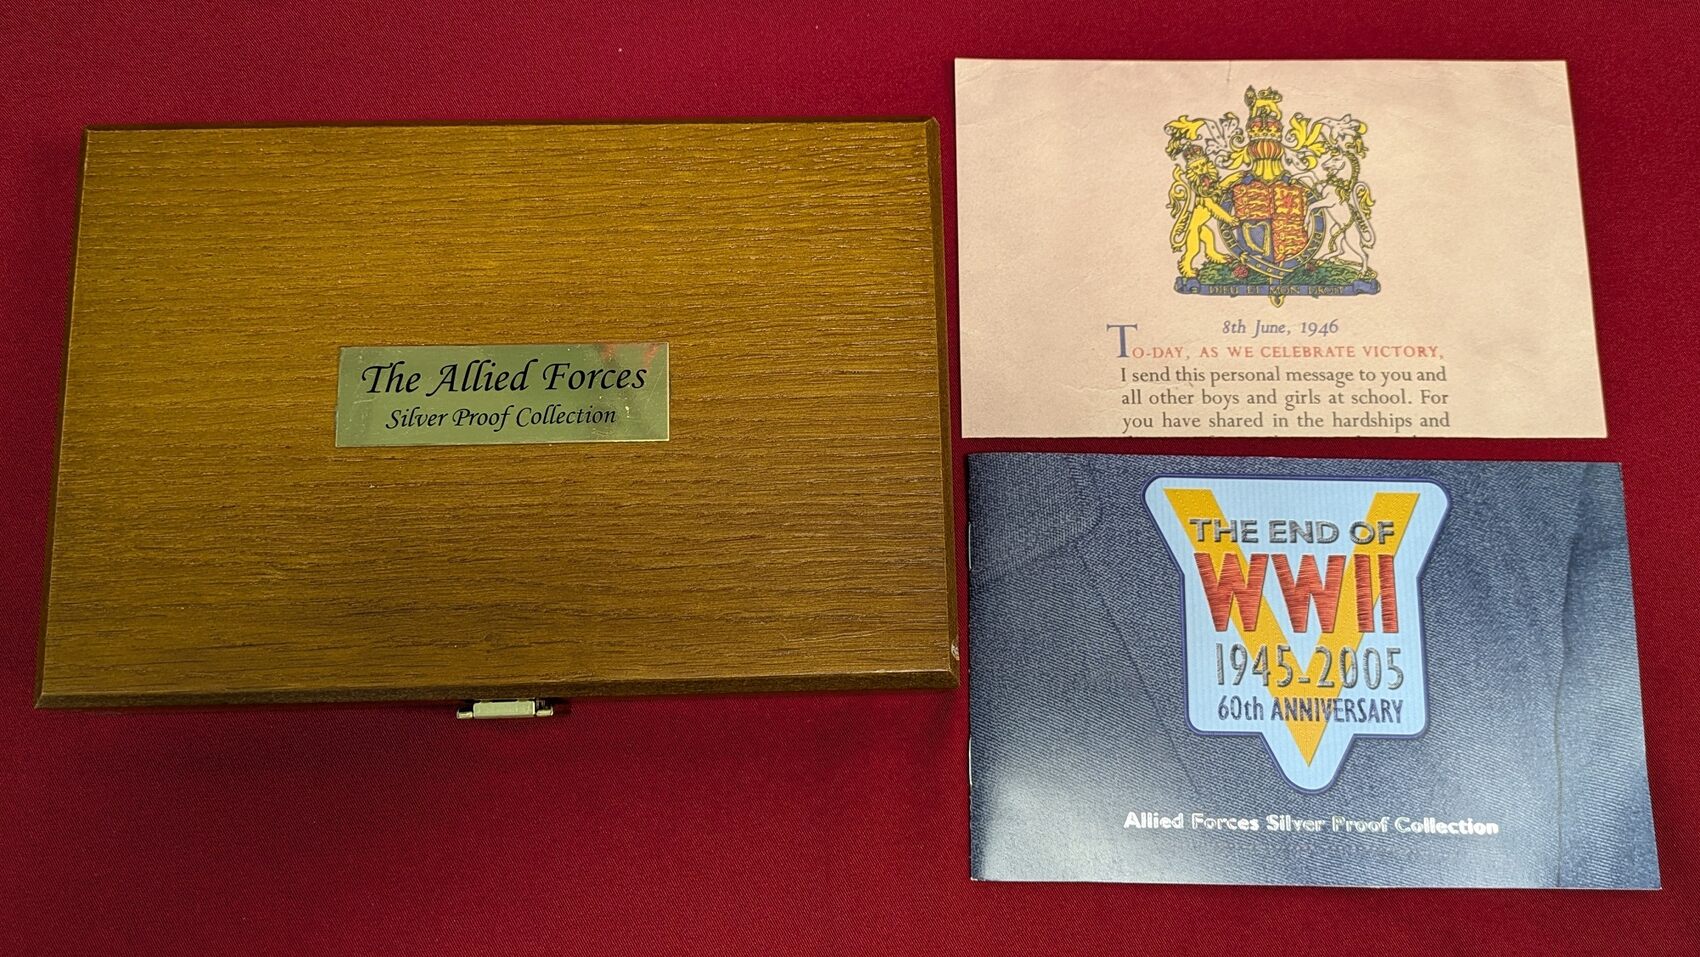 The Allied Forces
Silver Proof Collection
DIEU ET MON DROIT
8th June, 1946
TO-DAY, AS WE CELEBRATE VICTORY,
I send this personal message to you and
all other boys and girls at school. For
you have shared in the hardships and
THE END OF
WWII
1945-2005
60th ANNIVERSARY
Allied Forces Silver Proof Collection